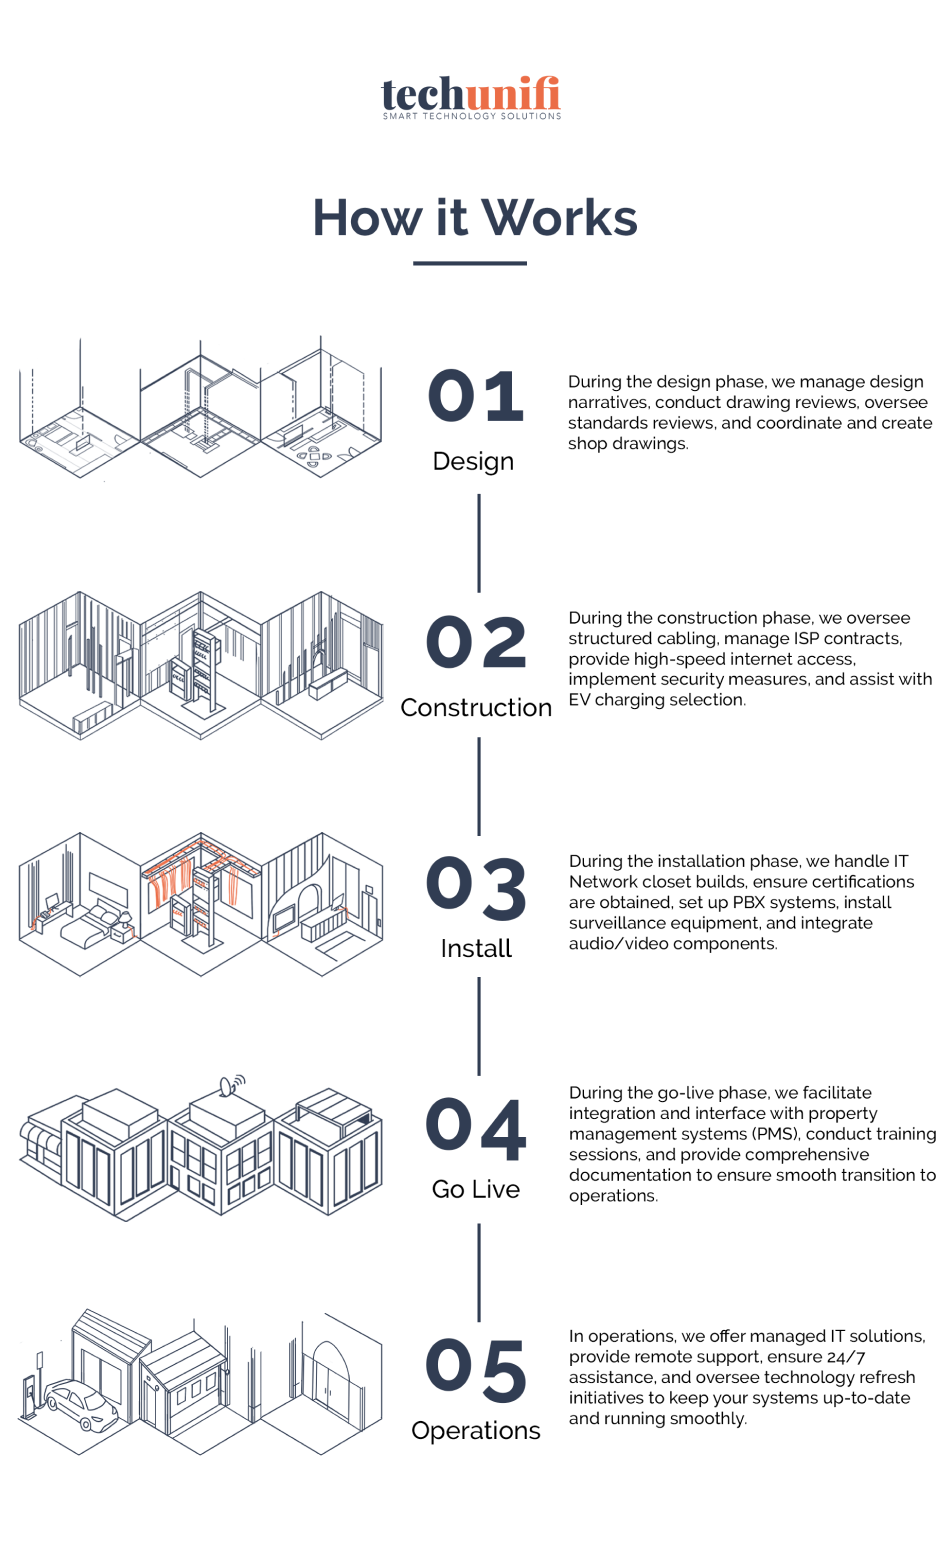 techunifi
SMART TECHNOLOGY SOLUTIONS
How it Works
01
Design
During the design phase, we manage design
narratives, conduct drawing reviews, oversee
standards reviews, and coordinate and create
shop drawings.
02
Construction
During the construction phase, we oversee
structured cabling, manage ISP contracts,
provide high-speed internet access,
implement security measures, and assist with
EV charging selection.
03
Install
During the installation phase, we handle IT
Network closet builds, ensure certifications
are obtained, set up PBX systems, install
surveillance equipment, and integrate
audio/video components.
04
Go Live
During the go-live phase, we facilitate
integration and interface with property
management systems (PMS), conduct training
sessions, and provide comprehensive
documentation to ensure smooth transition to
operations.
05
Operations
In operations, we offer managed IT solutions,
provide remote support, ensure 24/7
assistance, and oversee technology refresh
initiatives to keep your systems up-to-date
and running smoothly.